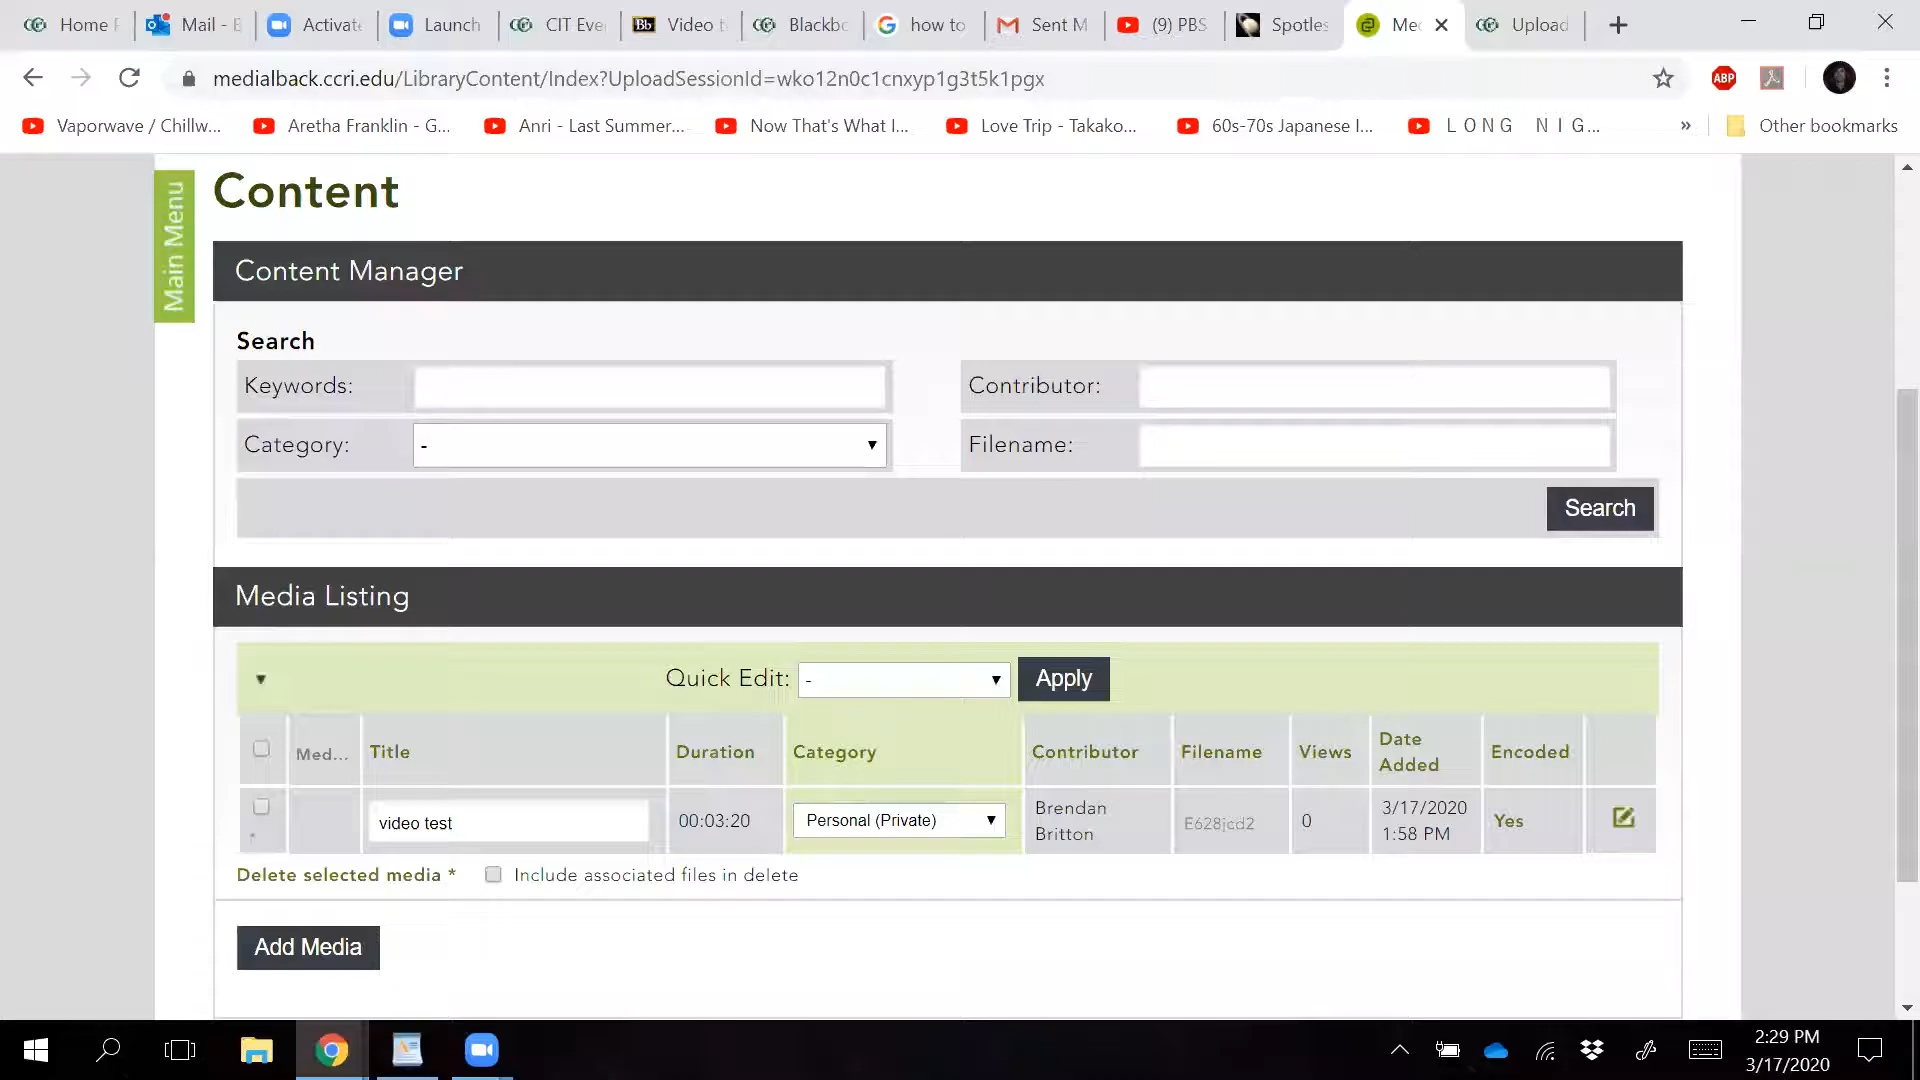 Home P
Mail - B
Activate
Launch
CIT Eve
Bb
Video t
Blackbo
how to
Sent M
(9) PBS
Spotles
Med
Upload
medialback.ccri.edu/LibraryContent/Index?UploadSessionId=wko12n0c1cnxyp1g3t5k1pgx
ABP
Vaporwave / Chillw...
Aretha Franklin - G...
Anri - Last Summer...
Now That's What I...
Love Trip - Takako...
60s-70s Japanese I...
L O N G   N I G...
»
Other bookmarks
Main Menu
Content
Content Manager
Search
Keywords:
Contributor:
Category:
-
Filename:
Search
Media Listing
Quick Edit:
-
Apply
Med...
Title
Duration
Category
Contributor
Filename
Views
Date
Added
Encoded
video test
00:03:20
Personal (Private)
Brendan
Britton
E628jcd2
0
3/17/2020
1:58 PM
Yes
*
Delete selected media *
Include associated files in delete
Add Media
2:29 PM
3/17/2020